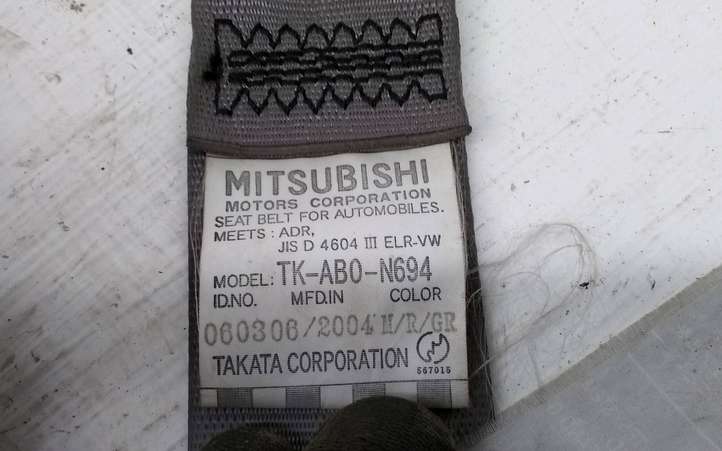 MITSUBISHI
MOTORS CORPORATION
SEAT BELT FOR AUTOMOBILES.
MEETS : ADR,
JIS D 4604 III ELR-VW
MODEL: TK-AB0-N694
ID.NO. MFD.IN COLOR
060306/2004 H/R/GR
TAKATA CORPORATION
567015